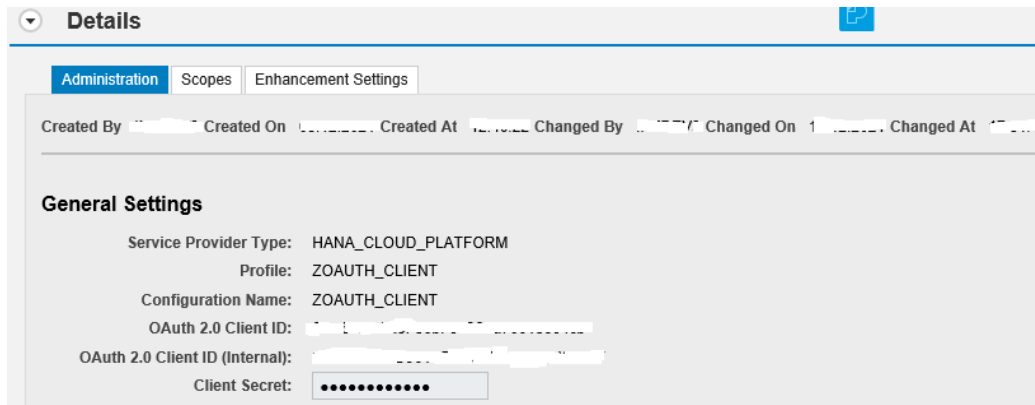 Details
Administration Scopes Enhancement Settings
Created By Created On Created At Changed By Changed On Changed At
General Settings
Service Provider Type: HANA_CLOUD_PLATFORM
Profile: ZOAUTH_CLIENT
Configuration Name: ZOAUTH_CLIENT
OAuth 2.0 Client ID:
OAuth 2.0 Client ID (Internal):
Client Secret: ●●●●●●●●●●●●